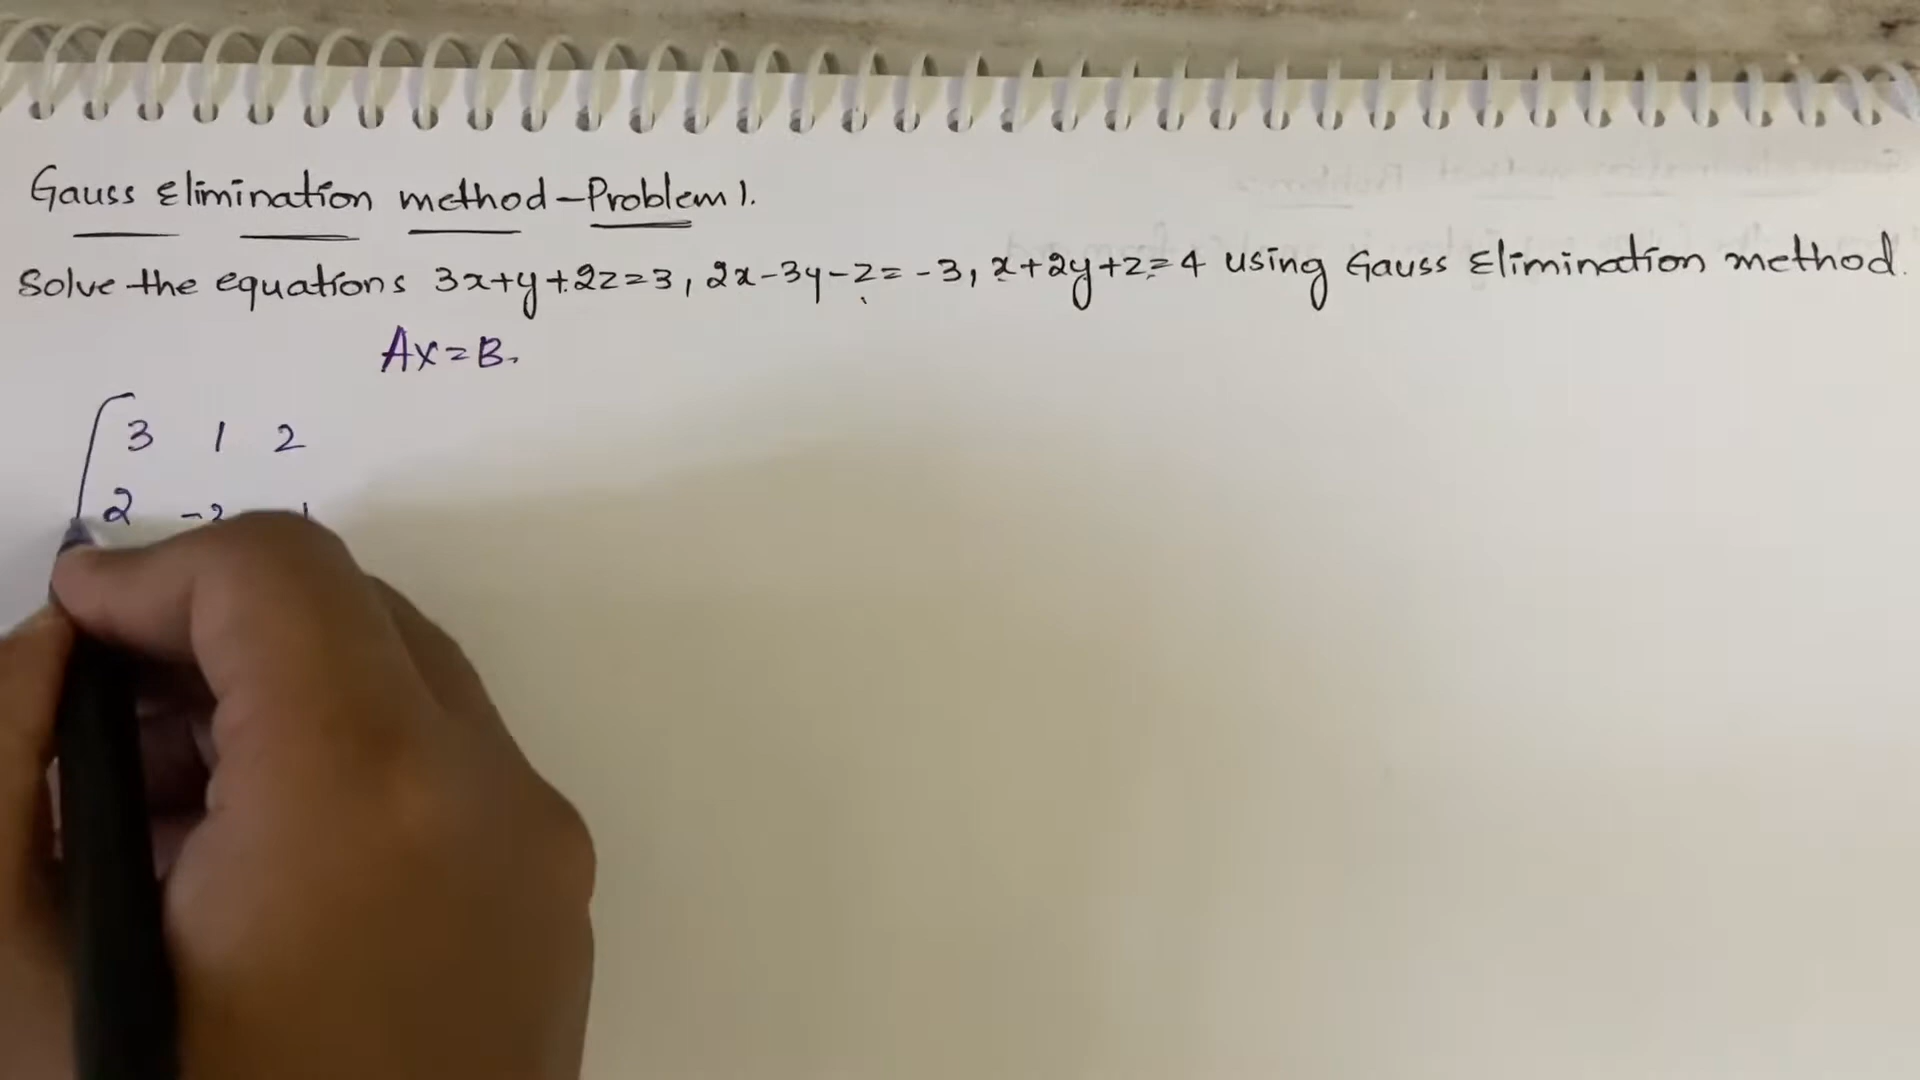 Gauss Elimination method - Problem 1.
Solve the equations 3x+y+2z=3, 2x-3y-z=-3, x+2y+z=4 using Gauss Elimination method.
AX=B.
3 1 2
2